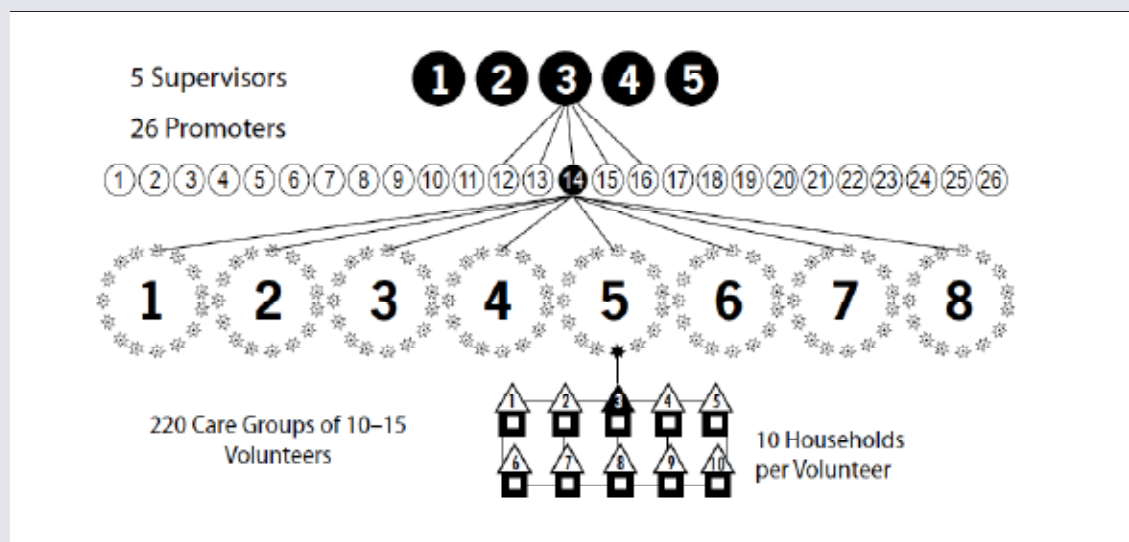 5 Supervisors
1 2 3 4 5
26 Promoters
1 2 3 4 5 6 7 8 9 10 11 12 13 14 15 16 17 18 19 20 21 22 23 24 25 26
1 2 3 4 5 6 7 8
1 2 3 4 5
220 Care Groups of 10–15
Volunteers
10 Households
per Volunteer
6 7 8 9 10